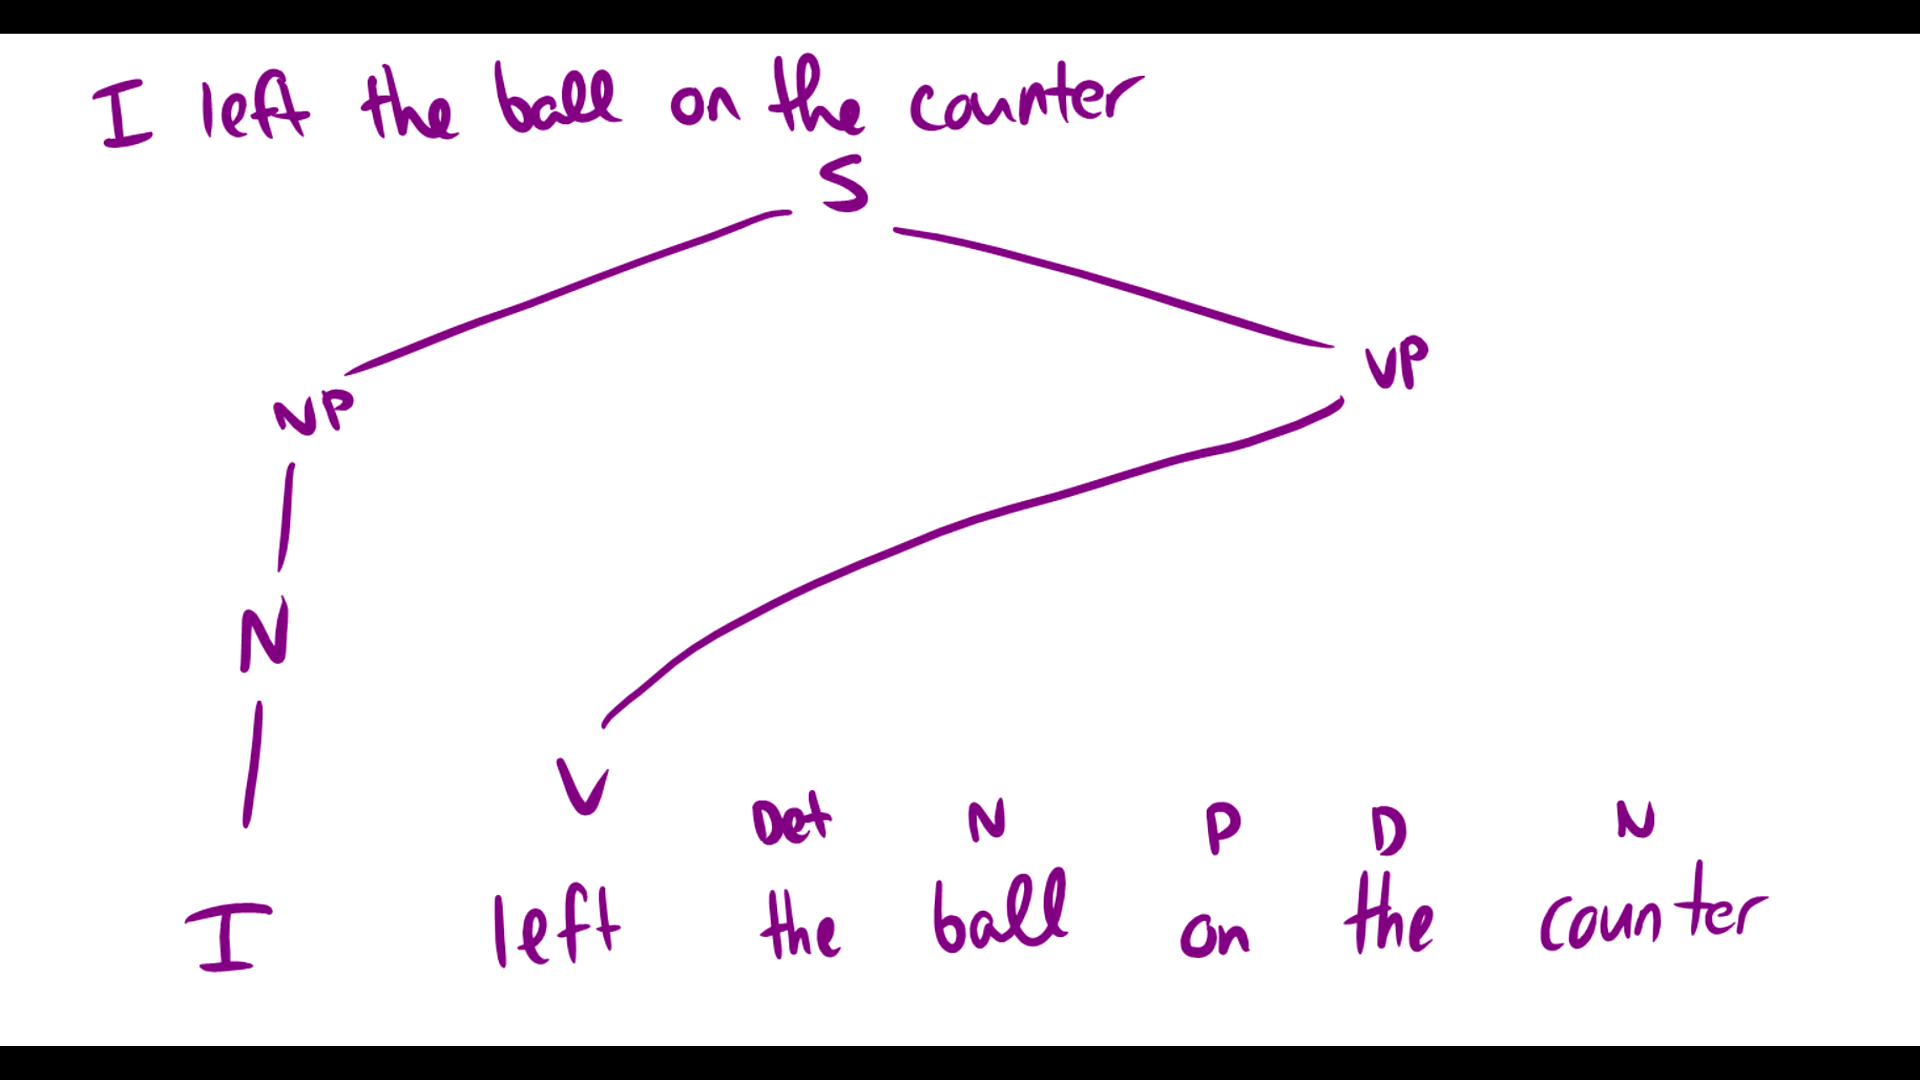 I left the ball on the counter
S
NP VP
N
V Det N P D N
I left the ball on the counter